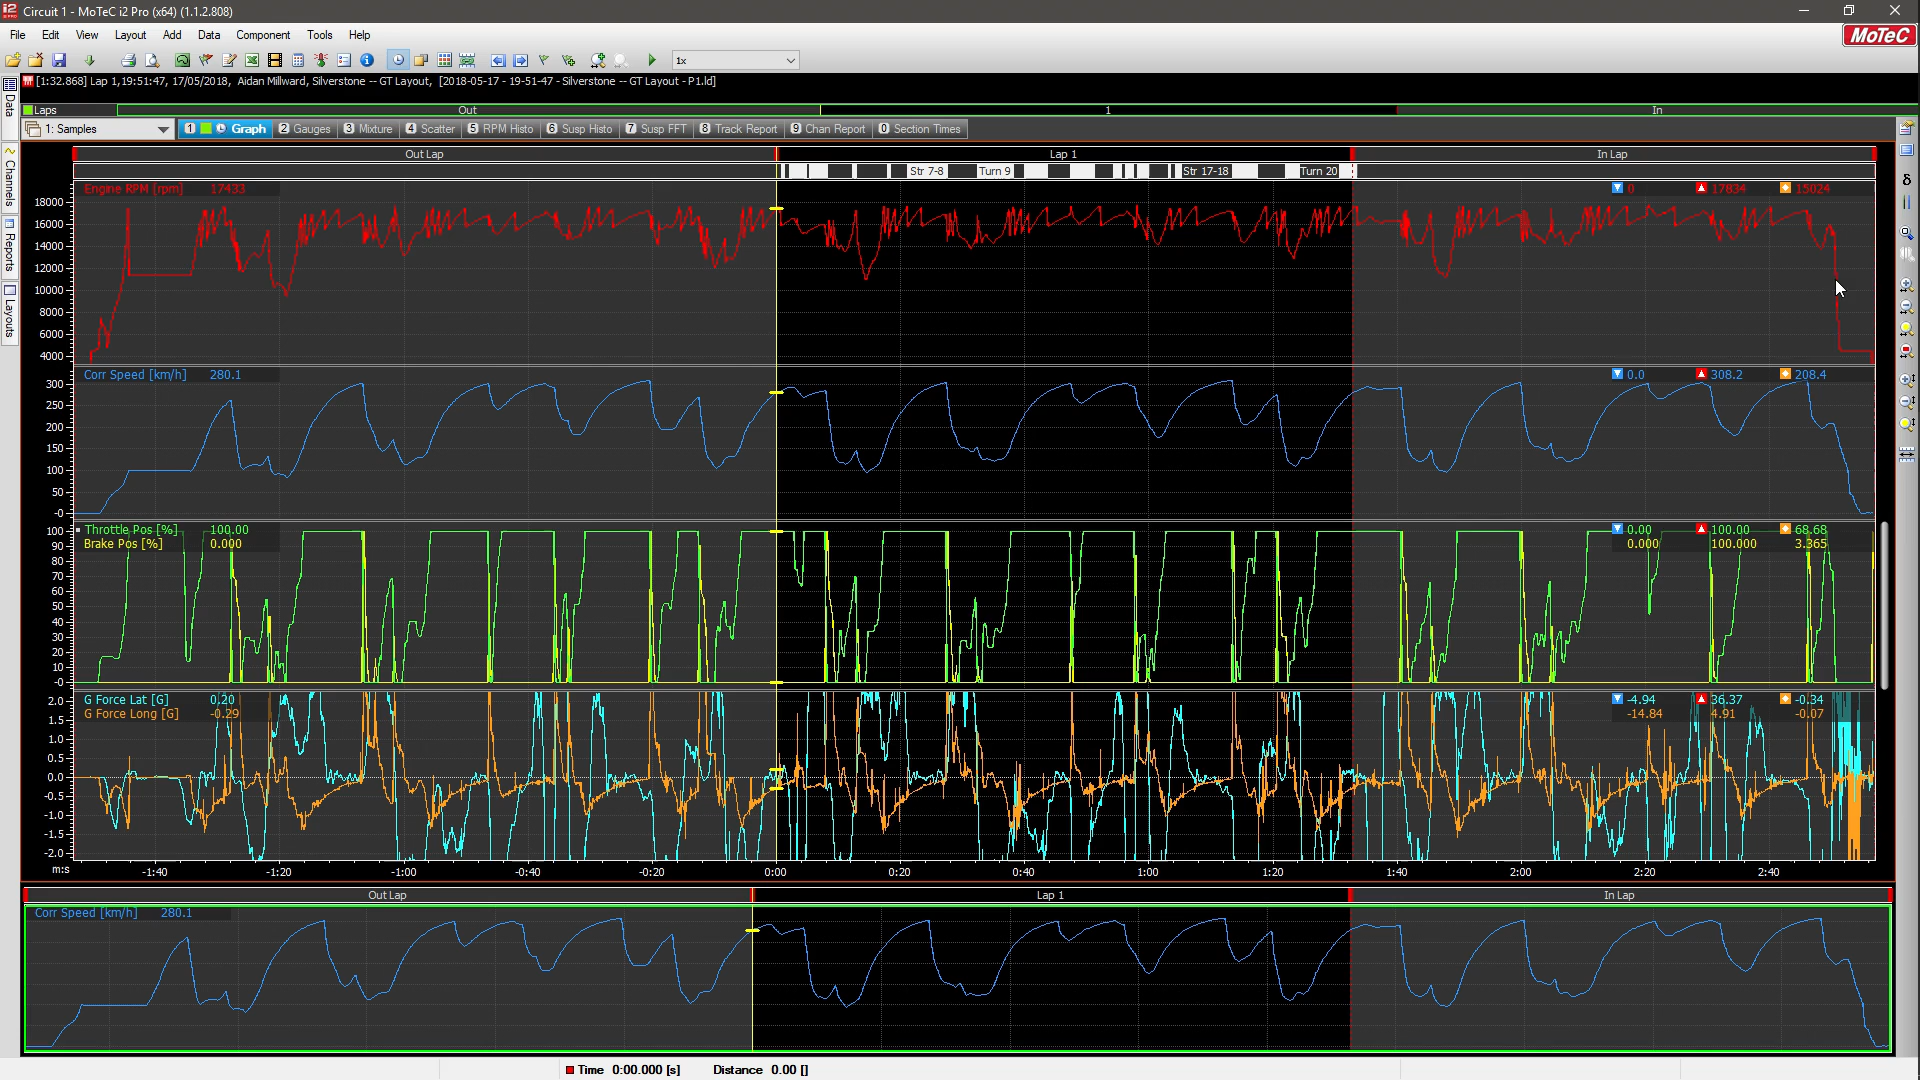 Circuit 1 - MoTeC i2 Pro (x64) (1.1.2.808)
File Edit View Layout Add Data Component Tools Help
MoTeC
1x
[1:32.868] Lap 1,19:51:47, 17/05/2018, Aidan Millward, Silverstone -- GT Layout, [2018-05-17 - 19-51-47 - Silverstone -- GT Layout - P1.ld]
Laps Out 1 In
1: Samples 1 Graph 2 Gauges 3 Mixture 4 Scatter 5 RPM Histo 6 Susp Histo 7 Susp FFT 8 Track Report 9 Chan Report 0 Section Times
Data
Channels
Reports
Layouts
Out Lap Lap 1 In Lap
Str 7-8 Turn 9 Str 17-18 Turn 20
Engine RPM [rpm] 17433 0 17834 15024
18000
16000
14000
12000
10000
8000
6000
4000
Corr Speed [km/h] 280.1 0.0 308.2 208.4
300
250
200
150
100
50
-0
Throttle Pos [%] 100.00 0.00 100.00 68.68
Brake Pos [%] 0.000 0.000 100.000 3.365
100
90
80
70
60
50
40
30
20
10
-0
G Force Lat [G] 0.20 -4.94 36.37 -0.34
G Force Long [G] -0.29 -14.84 4.91 -0.07
2.0
1.5
1.0
0.5
0.0
-0.5
-1.0
-1.5
-2.0
m:s -1:40 -1:20 -1:00 -0:40 -0:20 0:00 0:20 0:40 1:00 1:20 1:40 2:00 2:20 2:40
Out Lap Lap 1 In Lap
Corr Speed [km/h] 280.1
Time 0:00.000 [s] Distance 0.00 []